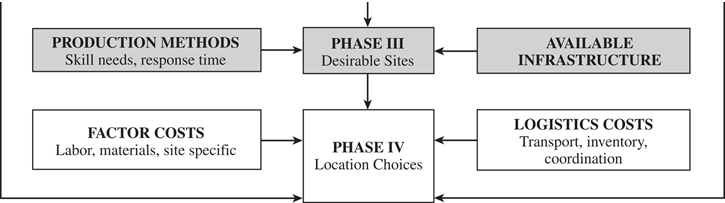 PRODUCTION METHODS
Skill needs, response time
PHASE III
Desirable Sites
AVAILABLE
INFRASTRUCTURE
FACTOR COSTS
Labor, materials, site specific
PHASE IV
Location Choices
LOGISTICS COSTS
Transport, inventory,
coordination